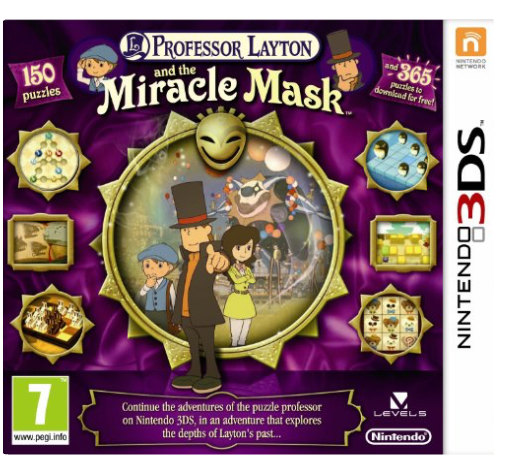 PROFESSOR LAYTON
and the
Miracle Mask™
150
puzzles
and 365
puzzles to
download for free!
NINTENDO
NETWORK
NINTENDO 3DS™
7
www.pegi.info
Continue the adventures of the puzzle professor
on Nintendo 3DS, in an adventure that explores
the depths of Layton's past...
LEVEL5
Nintendo